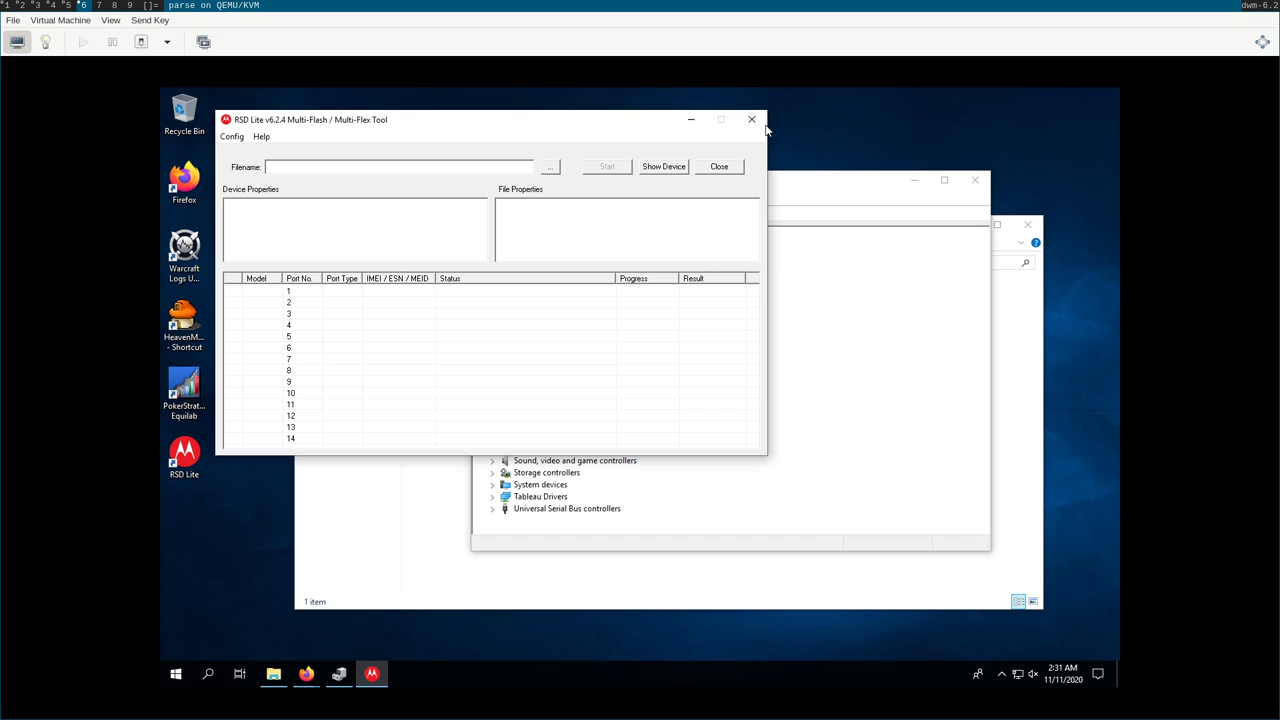 1 2 3 4 5 6 7 8 9 []= parse on QEMU/KVM dwm-6.2
File Virtual Machine View Send Key
Recycle Bin
Firefox
Warcraft
Logs U...
HeavenM...
- Shortcut
PokerStrat...
Equilab
RSD Lite
RSD Lite v6.2.4 Multi-Flash / Multi-Flex Tool
Config Help
Filename: ... Start Show Device Close
Device Properties File Properties
Model Port No. Port Type IMEI / ESN / MEID Status Progress Result
1
2
3
4
5
6
7
8
9
10
11
12
13
14
Sound, video and game controllers
Storage controllers
System devices
Tableau Drivers
Universal Serial Bus controllers
1 item
2:31 AM
11/11/2020